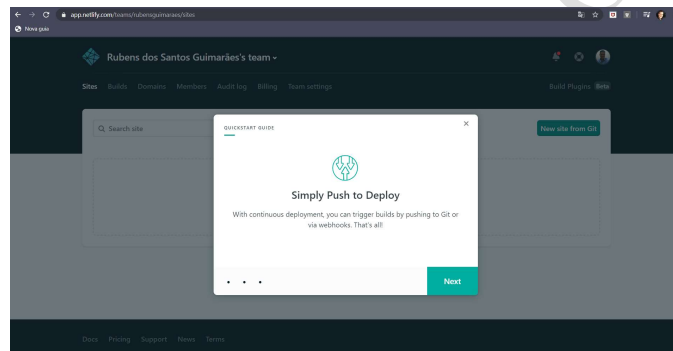 app.netlify.com/teams/rubensguimaraes/sites
Nova guia
Rubens dos Santos Guimarães's team
Sites Builds Domains Members Audit log Billing Team settings Build Plugins Beta
Search site
New site from Git
QUICKSTART GUIDE
Simply Push to Deploy
With continuous deployment, you can trigger builds by pushing to Git or
via webhooks. That's all!
Next
Docs Pricing Support News Terms